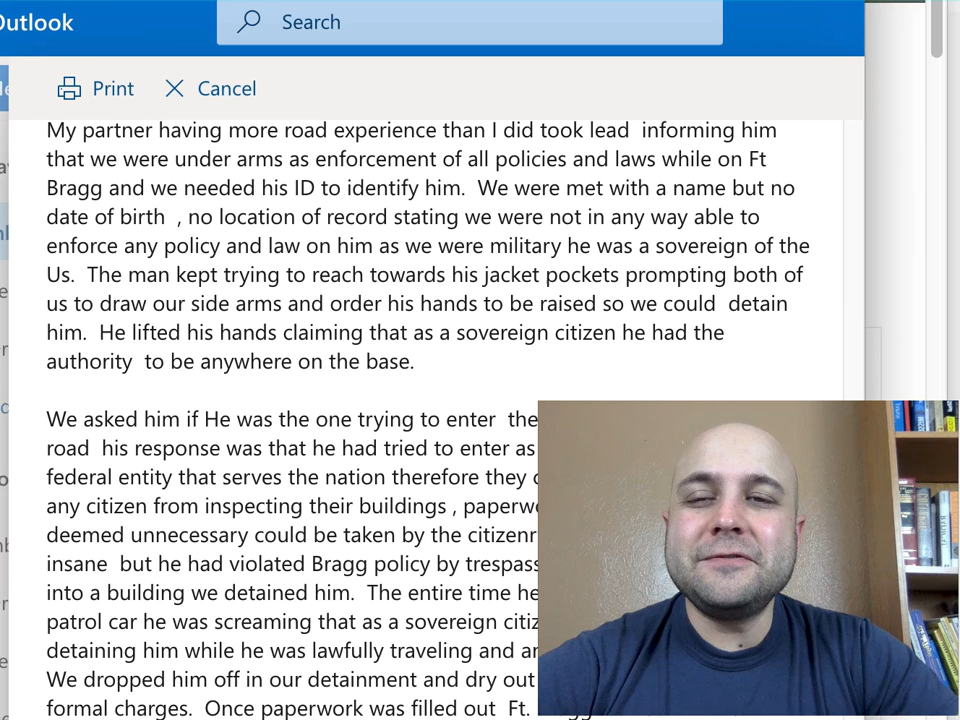 Outlook
Search
Print
Cancel
My partner having more road experience than I did took lead informing him
that we were under arms as enforcement of all policies and laws while on Ft
Bragg and we needed his ID to identify him. We were met with a name but no
date of birth , no location of record stating we were not in any way able to
enforce any policy and law on him as we were military he was a sovereign of the
Us. The man kept trying to reach towards his jacket pockets prompting both of
us to draw our side arms and order his hands to be raised so we could detain
him. He lifted his hands claiming that as a sovereign citizen he had the
authority to be anywhere on the base.
We asked him if He was the one trying to enter the
road his response was that he had tried to enter as
federal entity that serves the nation therefore they
any citizen from inspecting their buildings ,
deemed unnecessary could be taken by the
insane but he had violated Bragg policy by
into a building we detained him. The entire time he
patrol car he was screaming that as a sovereign
detaining him while he was lawfully traveling and
We dropped him off in our detainment and dry out
formal charges. Once paperwork was filled out Ft.